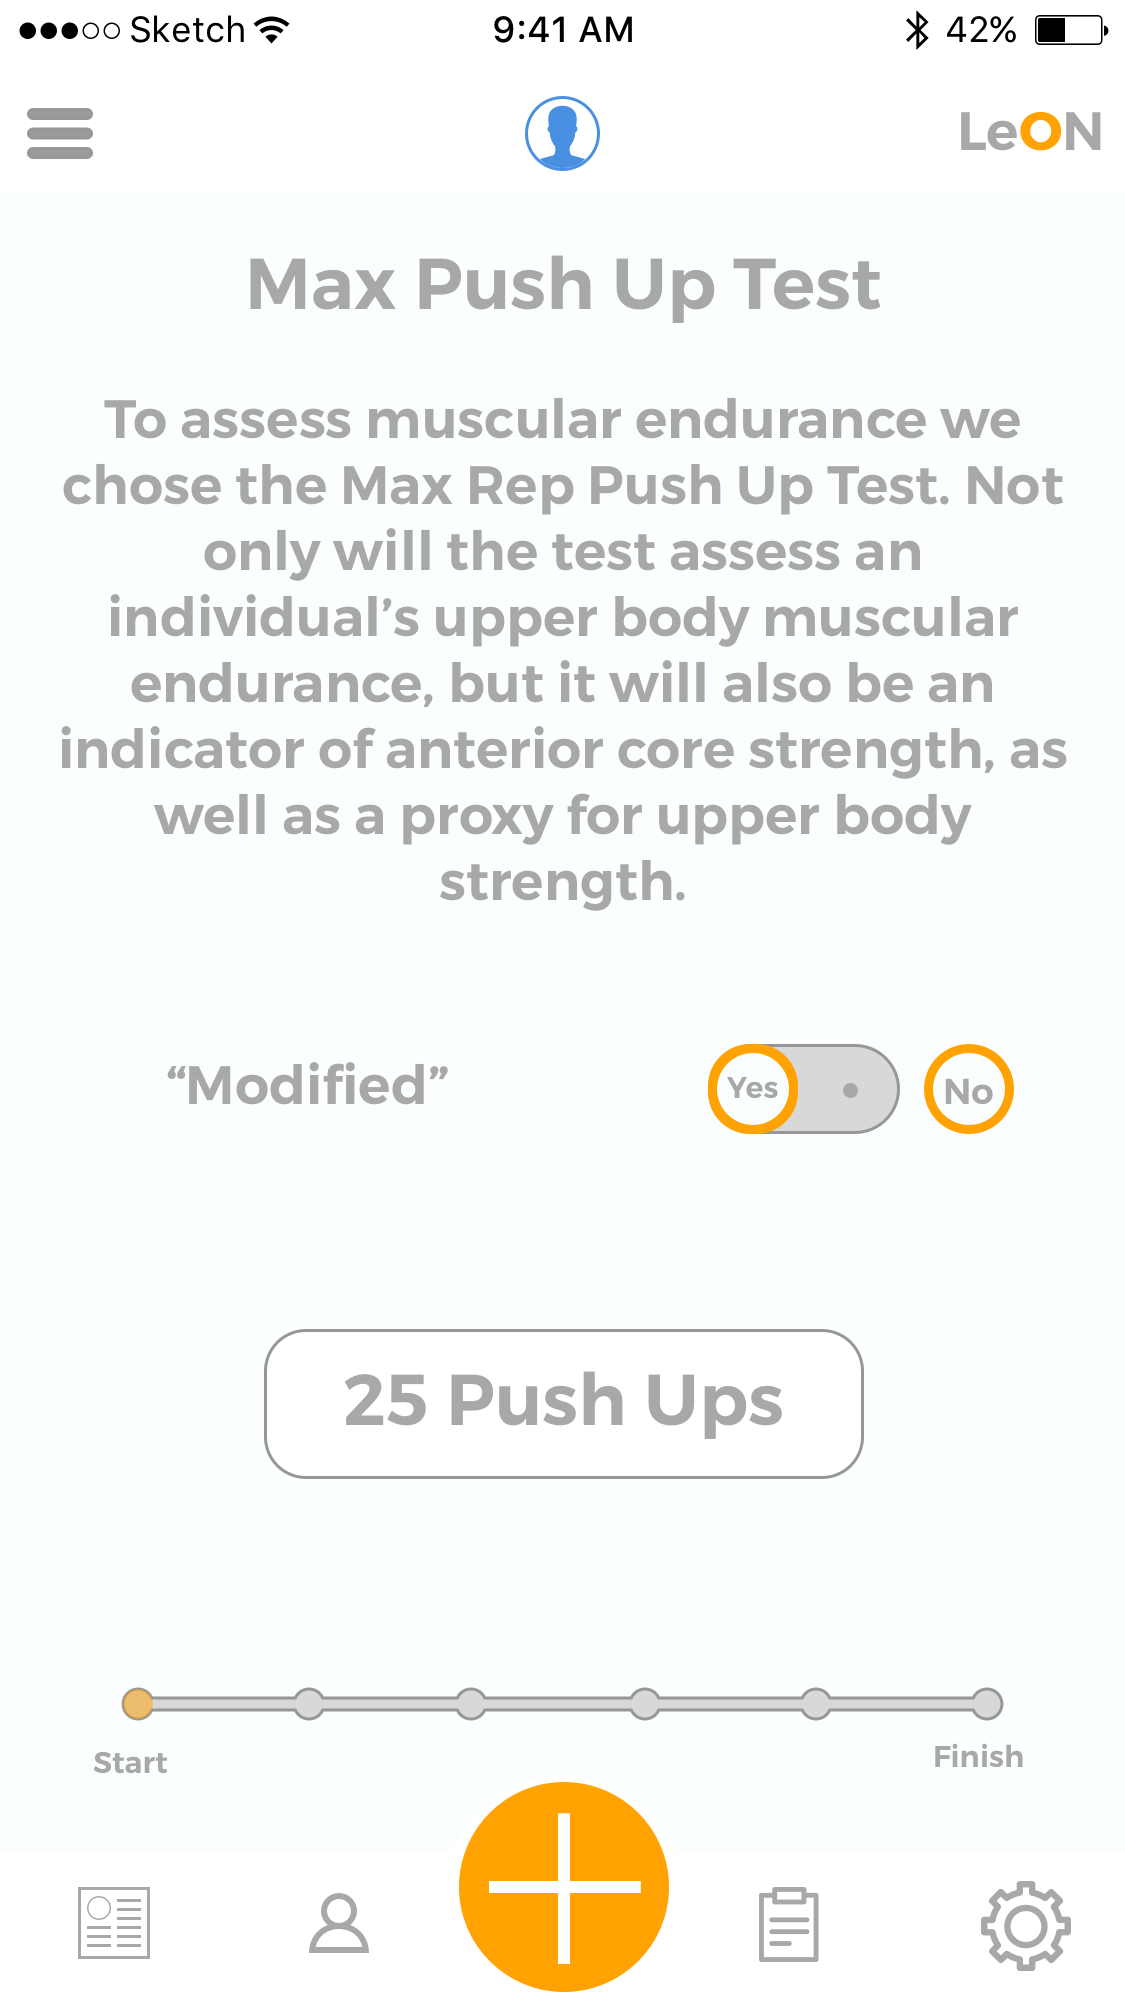 Sketch 9:41 AM 42%
LeON
Max Push Up Test
To assess muscular endurance we
chose the Max Rep Push Up Test. Not
only will the test assess an
individual’s upper body muscular
endurance, but it will also be an
indicator of anterior core strength, as
well as a proxy for upper body
strength.
“Modified” Yes No
25 Push Ups
Start Finish